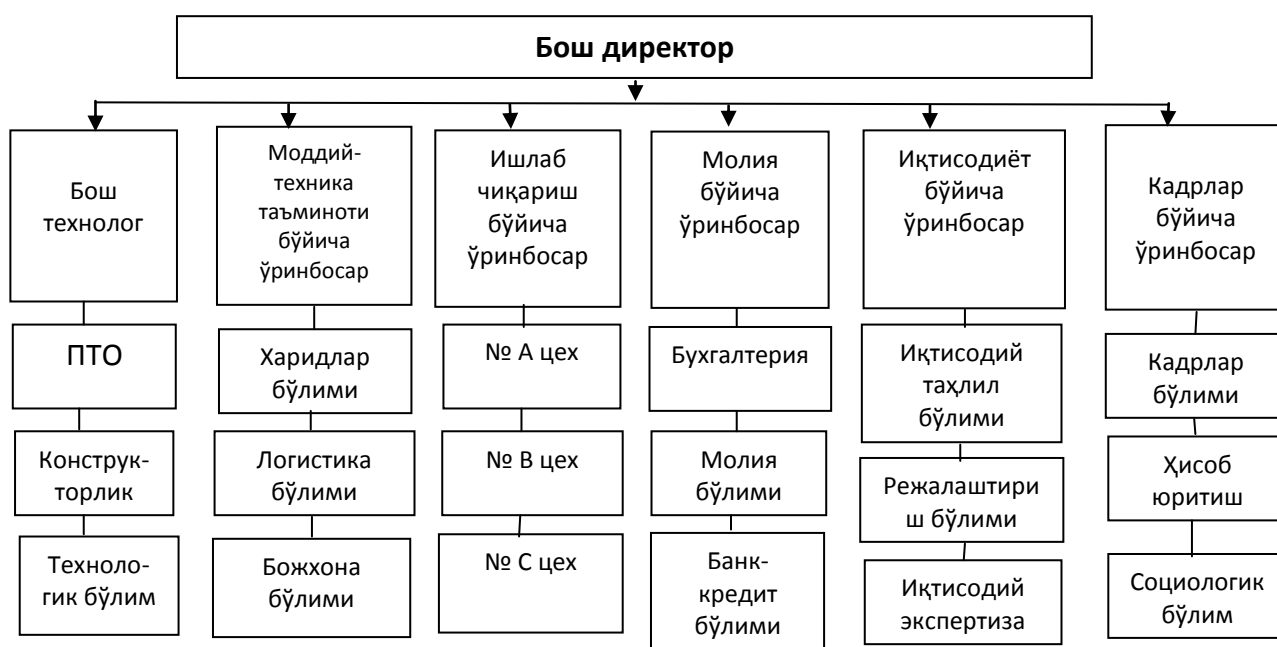 Бош директор
Бош
технолог
Моддий-
техника
таъминоти
бўйича
ўринбосар
Ишлаб
чиқариш
бўйича
ўринбосар
Молия
бўйича
ўринбосар
Иқтисодиёт
бўйича
ўринбосар
Кадрлар
бўйича
ўринбосар
ПТО
Харидлар
бўлими
№ А цех
Бухгалтерия
Иқтисодий
таҳлил
бўлими
Кадрлар
бўлими
Конструк-
торлик
Логистика
бўлими
№ В цех
Молия
бўлими
Режалаштири
ш бўлими
Ҳисоб
юритиш
Техноло-
гик бўлим
Божхона
бўлими
№ С цех
Банк-
кредит
бўлими
Иқтисодий
экспертиза
Социологик
бўлим